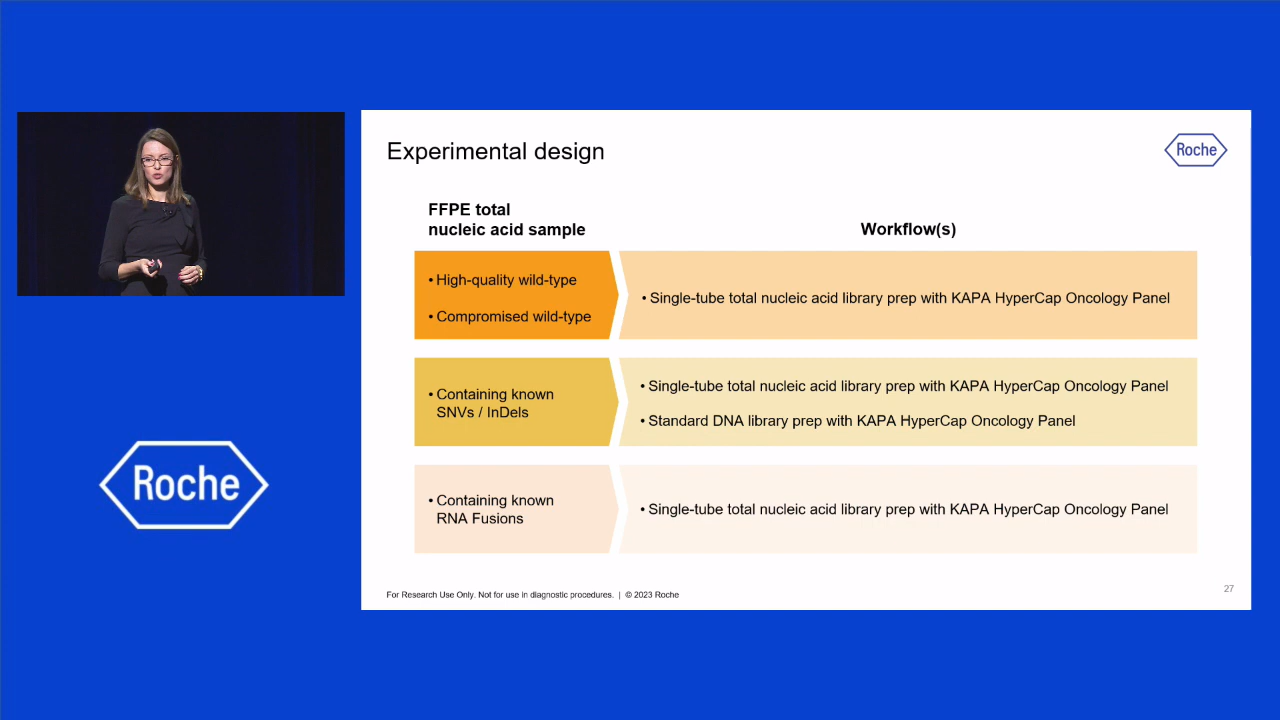 Experimental design
Roche
FFPE total
nucleic acid sample
Workflow(s)
• High-quality wild-type
• Compromised wild-type
• Single-tube total nucleic acid library prep with KAPA HyperCap Oncology Panel
• Containing known
SNVs / InDels
• Single-tube total nucleic acid library prep with KAPA HyperCap Oncology Panel
• Standard DNA library prep with KAPA HyperCap Oncology Panel
• Containing known
RNA Fusions
• Single-tube total nucleic acid library prep with KAPA HyperCap Oncology Panel
For Research Use Only. Not for use in diagnostic procedures. | © 2023 Roche
27
Roche